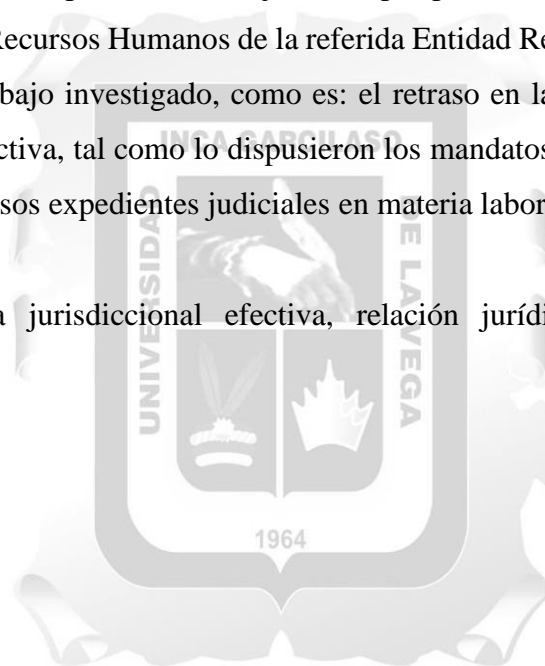 Recursos Humanos de la referida Entidad Re
bajo investigado, como es: el retraso en la
ctiva, tal como lo dispusieron los mandatos
sos expedientes judiciales en materia labor
a jurisdiccional efectiva, relación jurídi
INCA GARCILASO
UNIVERSIDAD
DE LA VEGA
1964